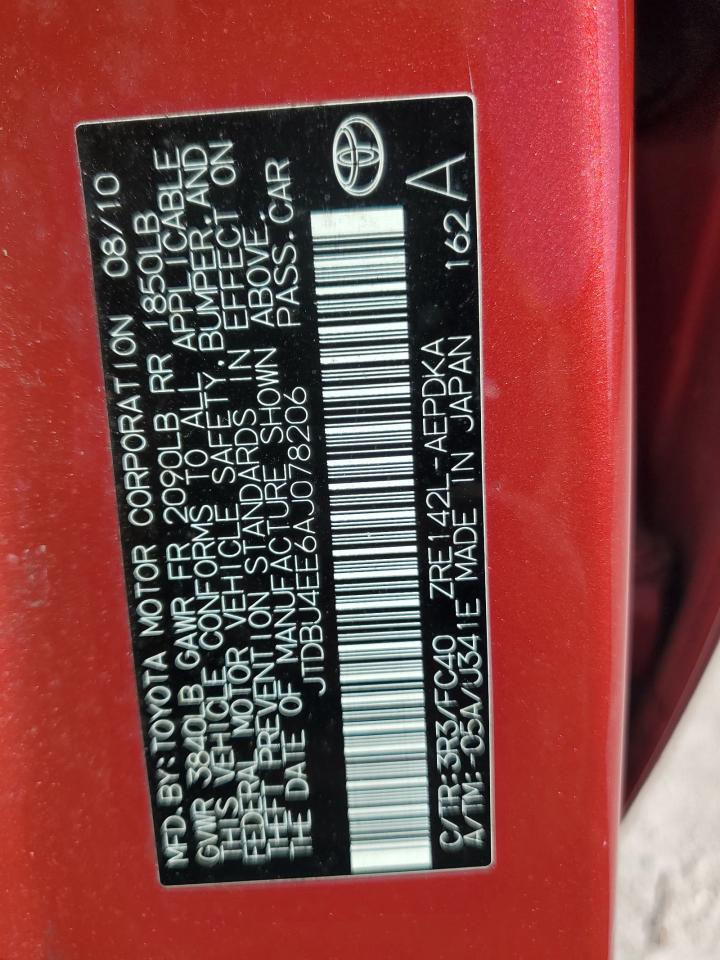 MFD.BY:TOYOTA MOTOR CORPORATION 08/10
GVWR 3840LB GAWR FR 2090LB RR 1850LB
THIS VEHICLE CONFORMS TO ALL APPLICABLE
FEDERAL MOTOR VEHICLE SAFETY,BUMPER,AND
THEFT PREVENTION STANDARDS IN EFFECT ON
THE DATE OF MANUFACTURE SHOWN ABOVE.
JTDBU4EE6AJ078206 PASS.CAR
C/TR:3R3/FC40 ZRE142L-AEPDKA
A/TM:-05A/U341E MADE IN JAPAN 162 A